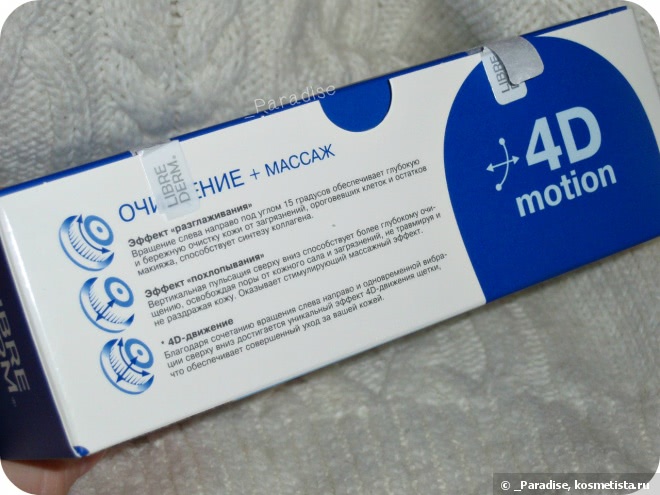 LIBRE
DERM
LIBRE
DERM
_Paradise
LIBRE
4D
motion
+ МАССАЖ
Эффект «разглаживания»
Вращение слева направо под углом 15 градусов обеспечивает глубокую
и бережную очистку кожи от загрязнений, ороговевших клеток и остатков
макияжа, способствует синтезу коллагена.
Эффект «похлопывания»
Вертикальная пульсация сверху вниз способствует более глубокому очи-
щению, освобождая поры от кожного сала и загрязнений, не травмируя и
не раздражая кожу. Оказывает стимулирующий массажный эффект.
* 4D-движение
Благодаря сочетанию вращения слева направо и одновременной вибра-
ции сверху вниз достигается уникальный эффект 4D-движения щетки,
что обеспечивает совершенный уход за вашей кожей.
© _Paradise, kosmetista.ru